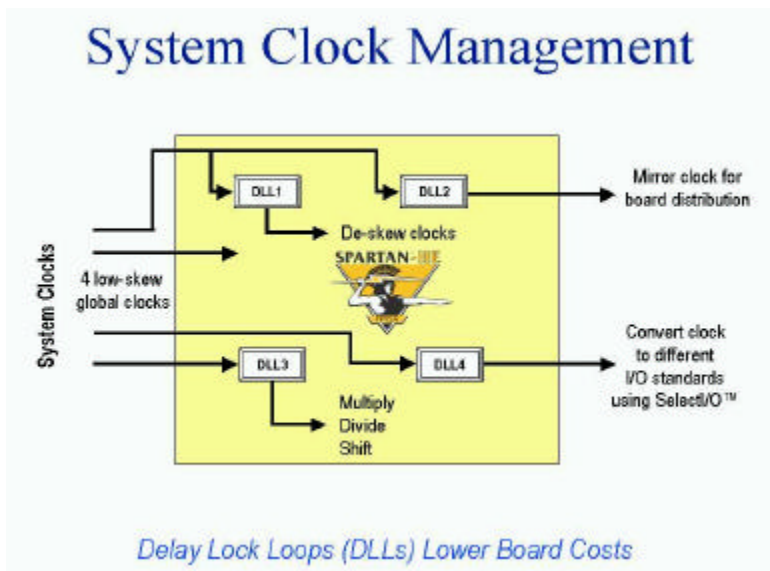 System Clock Management
DLL1
DLL2
Mirror clock for
board distribution
De-skew clocks
System Clocks
4 low-skew
global clocks
SPARTAN-IIE
DLL3
DLL4
Convert clock
to different
I/O standards
using SelectI/O™
Multiply
Divide
Shift
Delay Lock Loops (DLLs) Lower Board Costs